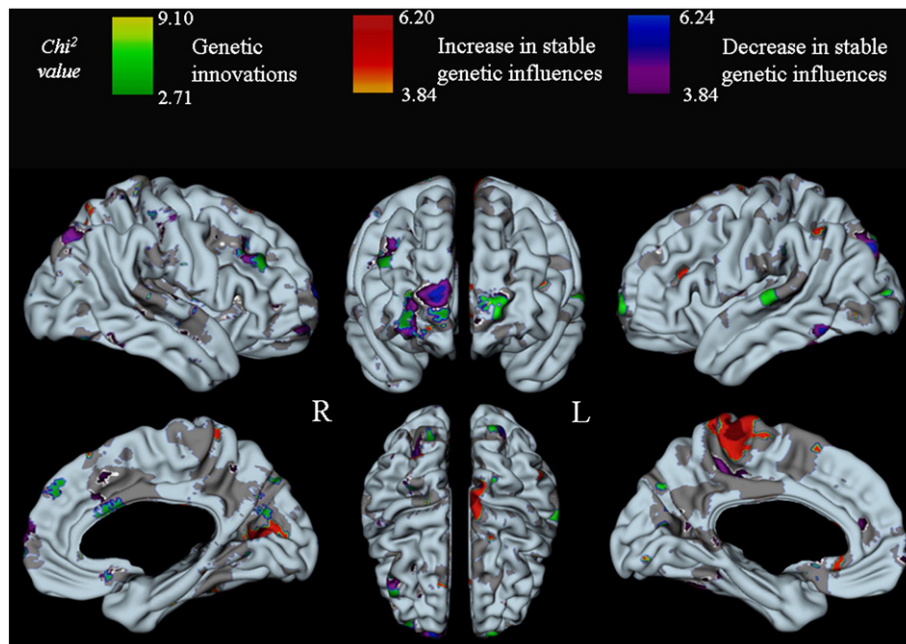 Chi² value
9.10
2.71
Genetic innovations
6.20
3.84
Increase in stable genetic influences
6.24
3.84
Decrease in stable genetic influences
R
L